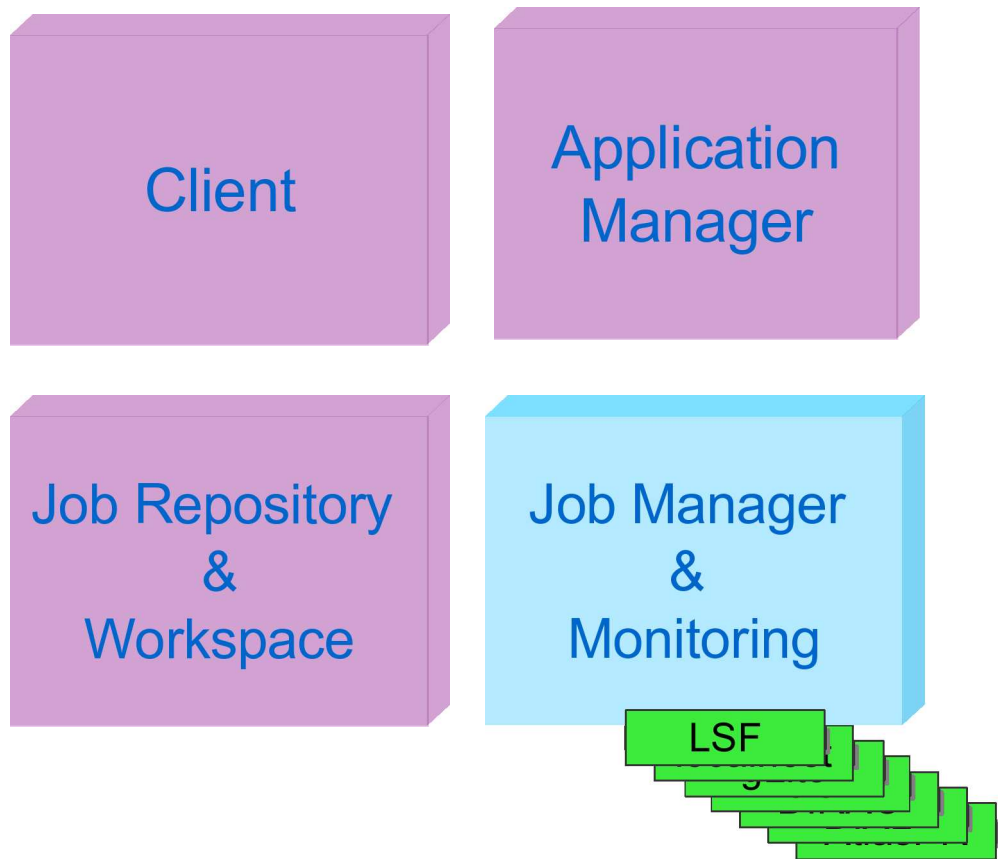 Client
Application
Manager
Job Repository
&
Workspace
Job Manager
&
Monitoring
LSF